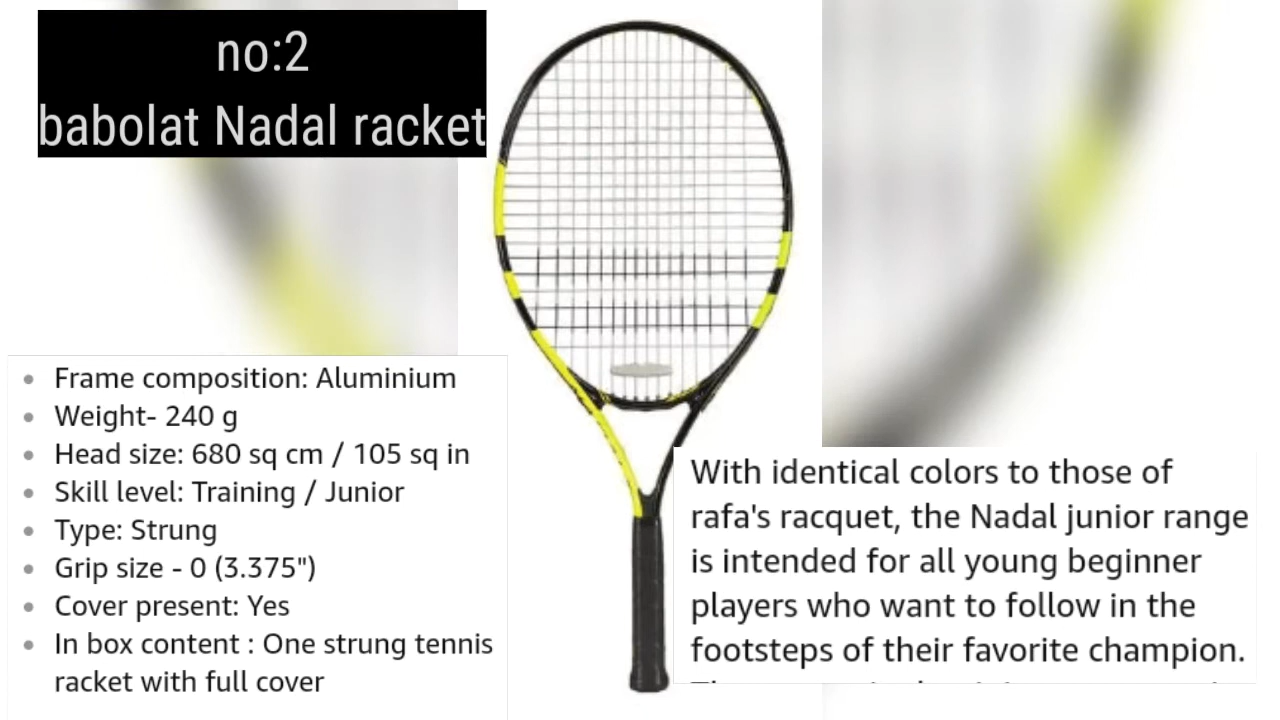 no:2
babolat Nadal racket
Frame composition: Aluminium
Weight- 240 g
Head size: 680 sq cm / 105 sq in
Skill level: Training / Junior
Type: Strung
Grip size - 0 (3.375")
Cover present: Yes
In box content : One strung tennis
racket with full cover
With identical colors to those of
rafa's racquet, the Nadal junior range
is intended for all young beginner
players who want to follow in the
footsteps of their favorite champion.